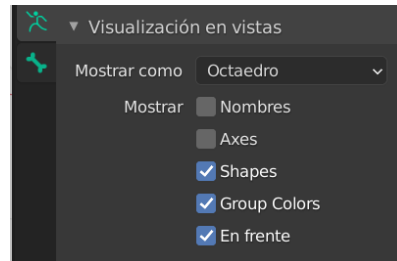 Visualización en vistas
Mostrar como Octaedro
Mostrar Nombres
Axes
Shapes
Group Colors
En frente